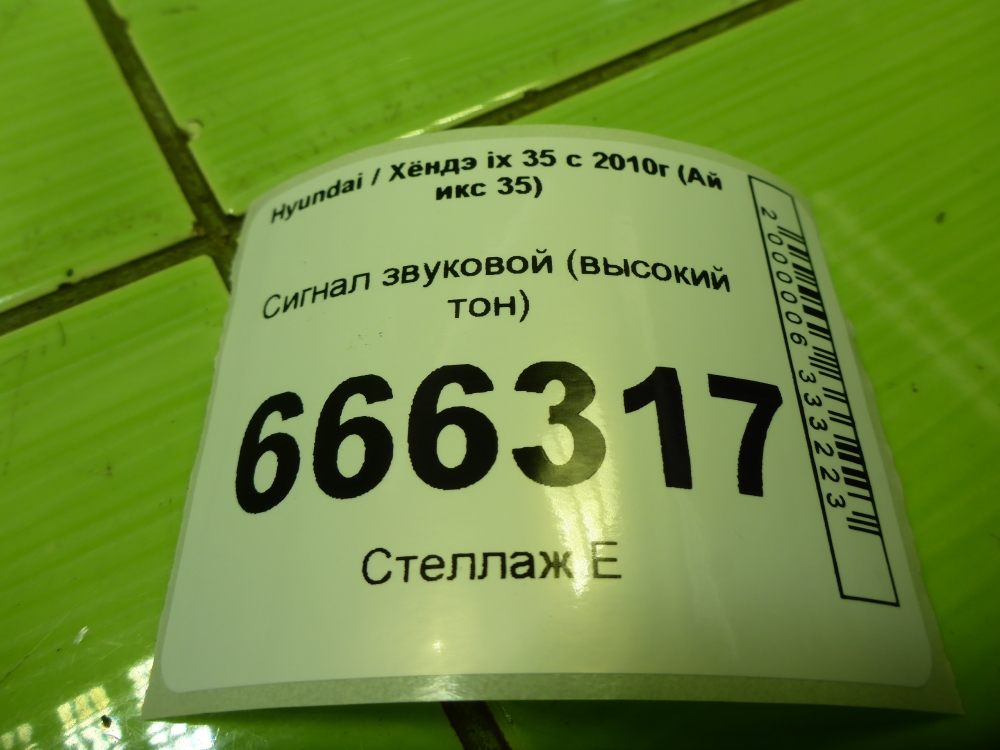 Hyundai / Хёндэ ix 35 с 2010г (Ай
икс 35)
Сигнал звуковой (высокий
тон)
666317
Стеллаж Е
2000006333223